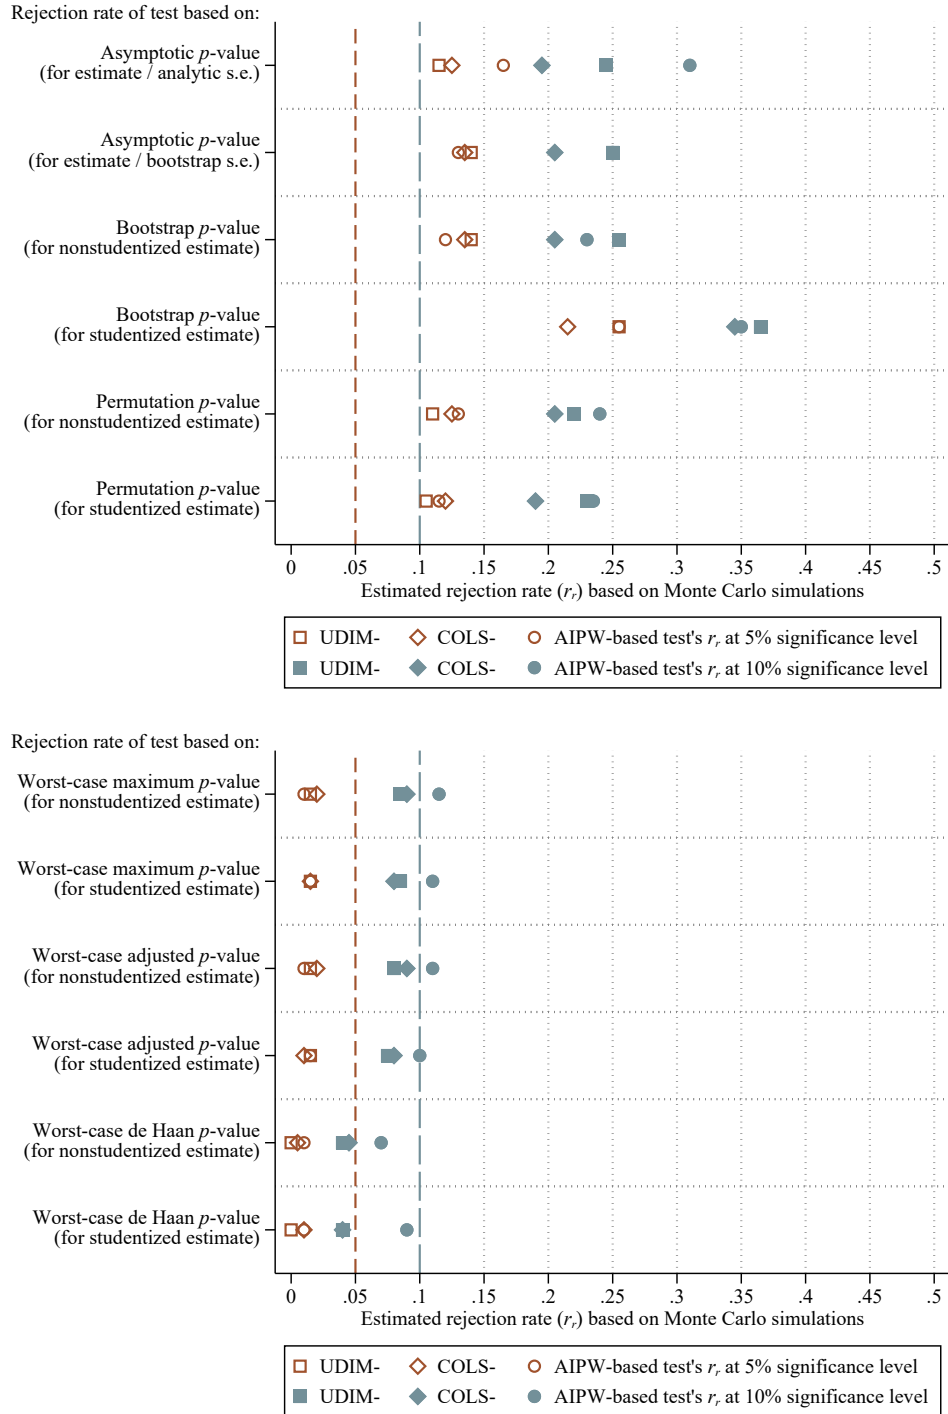 Rejection rate of test based on:
Asymptotic p-value
(for estimate / analytic s.e.)
Asymptotic p-value
(for estimate / bootstrap s.e.)
Bootstrap p-value
(for nonstudentized estimate)
Bootstrap p-value
(for studentized estimate)
Permutation p-value
(for nonstudentized estimate)
Permutation p-value
(for studentized estimate)
0 .05 .1 .15 .2 .25 .3 .35 .4 .45 .5
Estimated rejection rate (rᵣ) based on Monte Carlo simulations
UDIM- COLS- AIPW-based test's rᵣ at 5% significance level
UDIM- COLS- AIPW-based test's rᵣ at 10% significance level
Rejection rate of test based on:
Worst-case maximum p-value
(for nonstudentized estimate)
Worst-case maximum p-value
(for studentized estimate)
Worst-case adjusted p-value
(for nonstudentized estimate)
Worst-case adjusted p-value
(for studentized estimate)
Worst-case de Haan p-value
(for nonstudentized estimate)
Worst-case de Haan p-value
(for studentized estimate)
0 .05 .1 .15 .2 .25 .3 .35 .4 .45 .5
Estimated rejection rate (rᵣ) based on Monte Carlo simulations
UDIM- COLS- AIPW-based test's rᵣ at 5% significance level
UDIM- COLS- AIPW-based test's rᵣ at 10% significance level